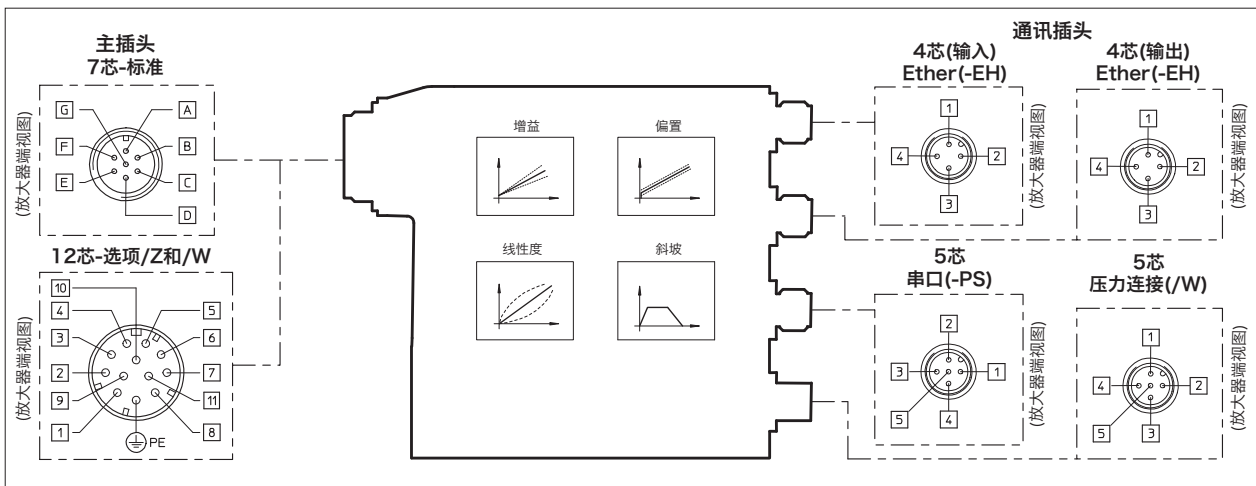 主插头
7芯-标准
G
A
F
B
E
C
D
(放大器端视图)
12芯-选项/Z和/W
10
4
5
3
6
2
7
9
11
1
8
PE
(放大器端视图)
增益
偏置
线性度
斜坡
通讯插头
4芯(输入)
Ether(-EH)
1
4
2
3
(放大器端视图)
4芯(输出)
Ether(-EH)
1
4
2
3
(放大器端视图)
5芯
串口(-PS)
2
3
1
5
4
(放大器端视图)
5芯
压力连接(/W)
1
4
2
5
3
(放大器端视图)